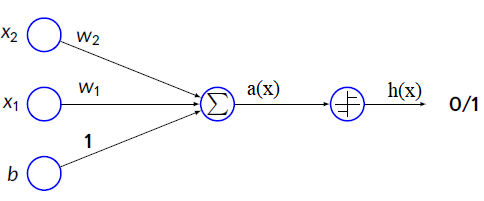 x₂ w₂
x₁ w₁ Σ a(x) h(x) 0/1
b 1